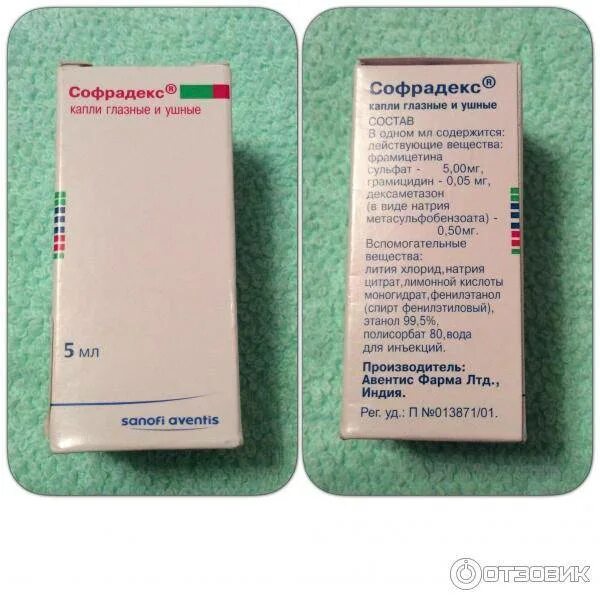 Софрадекс®
капли глазные и ушные
5 мл
sanofi aventis
Софрадекс®
капли глазные и ушные
СОСТАВ
В одном мл содержится:
действующие вещества:
фрамицетина
сульфат - 5,00мг,
грамицидин - 0,05 мг,
дексаметазон
(в виде натрия
метасульфобензоата) -
0,50мг.
Вспомогательные
вещества:
лития хлорид,натрия
цитрат,лимонной кислоты
моногидрат,фенилэтанол
(спирт фенилэтиловый),
этанол 99,5%,
полисорбат 80,вода
для инъекций.
Производитель:
Авентис Фарма Лтд.,
Индия.
Рег. уд.: П №013871/01.
ОТЗОВИК